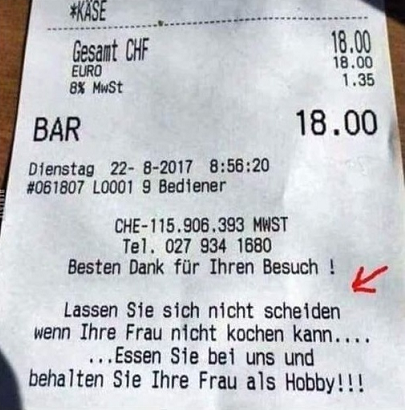 *KÄSE
Gesamt CHF 18.00
EURO 18.00
8% MwSt 1.35
BAR 18.00
Dienstag 22- 8-2017 8:56:20
#061807 L0001 9 Bediener
CHE-115.906.393 MWST
Tel. 027 934 1680
Besten Dank für Ihren Besuch !
Lassen Sie sich nicht scheiden
wenn Ihre Frau nicht kochen kann....
...Essen Sie bei uns und
behalten Sie Ihre Frau als Hobby!!!